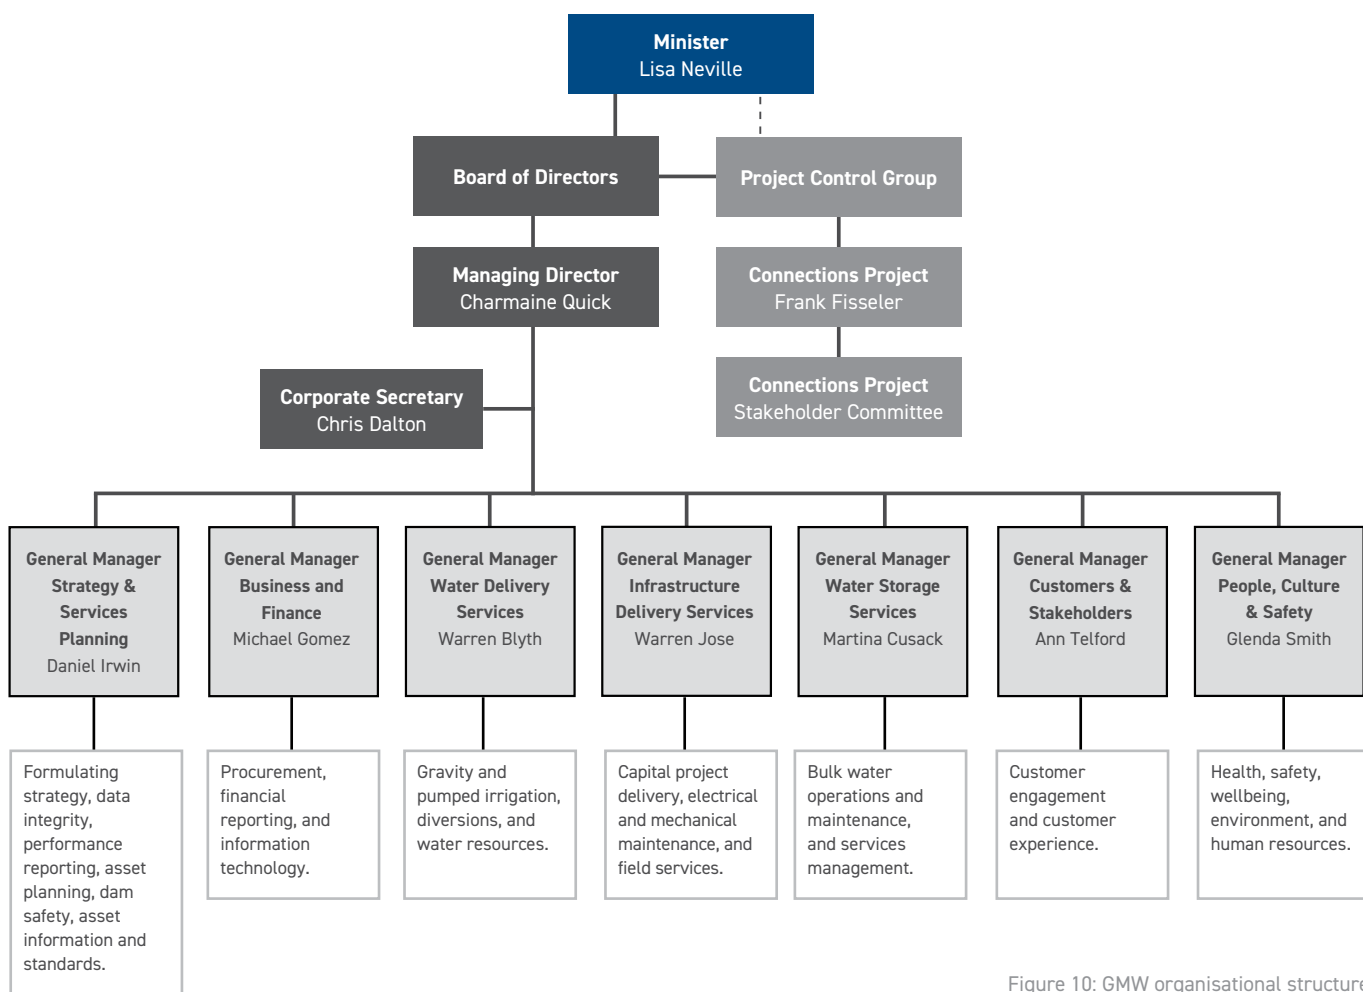 Minister
Lisa Neville
Board of Directors
Project Control Group
Managing Director
Charmaine Quick
Connections Project
Frank Fisseler
Corporate Secretary
Chris Dalton
Connections Project
Stakeholder Committee
General Manager
Strategy &
Services
Planning
Daniel Irwin
General Manager
Business and
Finance
Michael Gomez
General Manager
Water Delivery
Services
Warren Blyth
General Manager
Infrastructure
Delivery Services
Warren Jose
General Manager
Water Storage
Services
Martina Cusack
General Manager
Customers &
Stakeholders
Ann Telford
General Manager
People, Culture
& Safety
Glenda Smith
Formulating
strategy, data
integrity,
performance
reporting, asset
planning, dam
safety, asset
information and
standards.
Procurement,
financial
reporting, and
information
technology.
Gravity and
pumped irrigation,
diversions, and
water resources.
Capital project
delivery, electrical
and mechanical
maintenance, and
field services.
Bulk water
operations and
maintenance,
and services
management.
Customer
engagement
and customer
experience.
Health, safety,
wellbeing,
environment, and
human resources.
Figure 10: GMW organisational structure